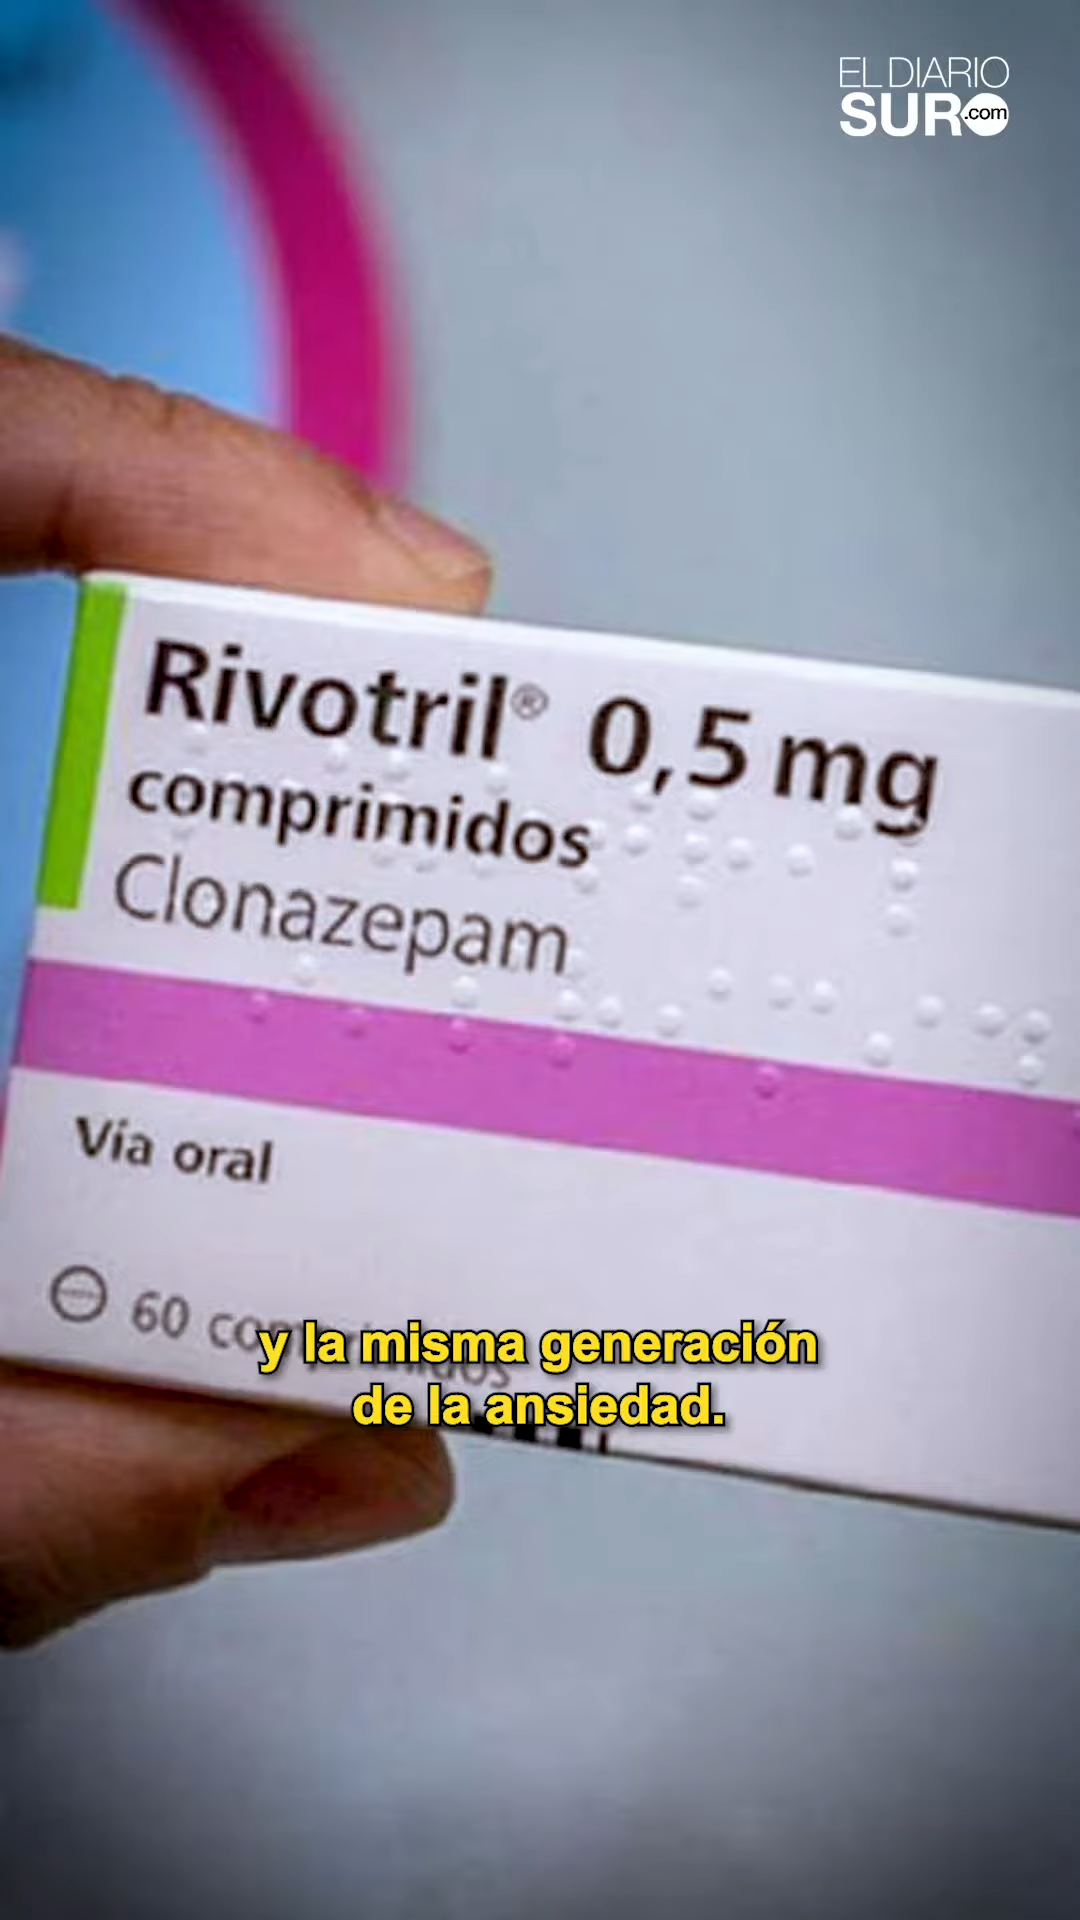 EL DIARIO
SUR.com
Rivotril® 0,5 mg
comprimidos
Clonazepam
Vía oral
60
y la misma generación
de la ansiedad.